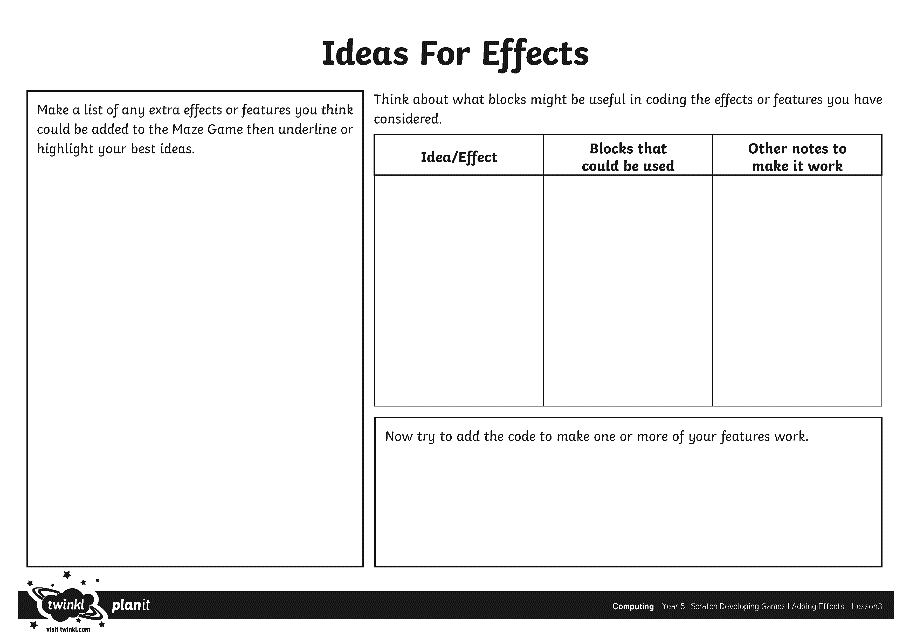 Ideas For Effects
Make a list of any extra effects or features you think
could be added to the Maze Game then underline or
highlight your best ideas.
Think about what blocks might be useful in coding the effects or features you have
considered.
Idea/Effect
Blocks that
could be used
Other notes to
make it work
Now try to add the code to make one or more of your features work.
twinkl planit
visit twinkl.com
Computing | Year 5 | Scratch Developing Games | Adding Effects | Lesson 3